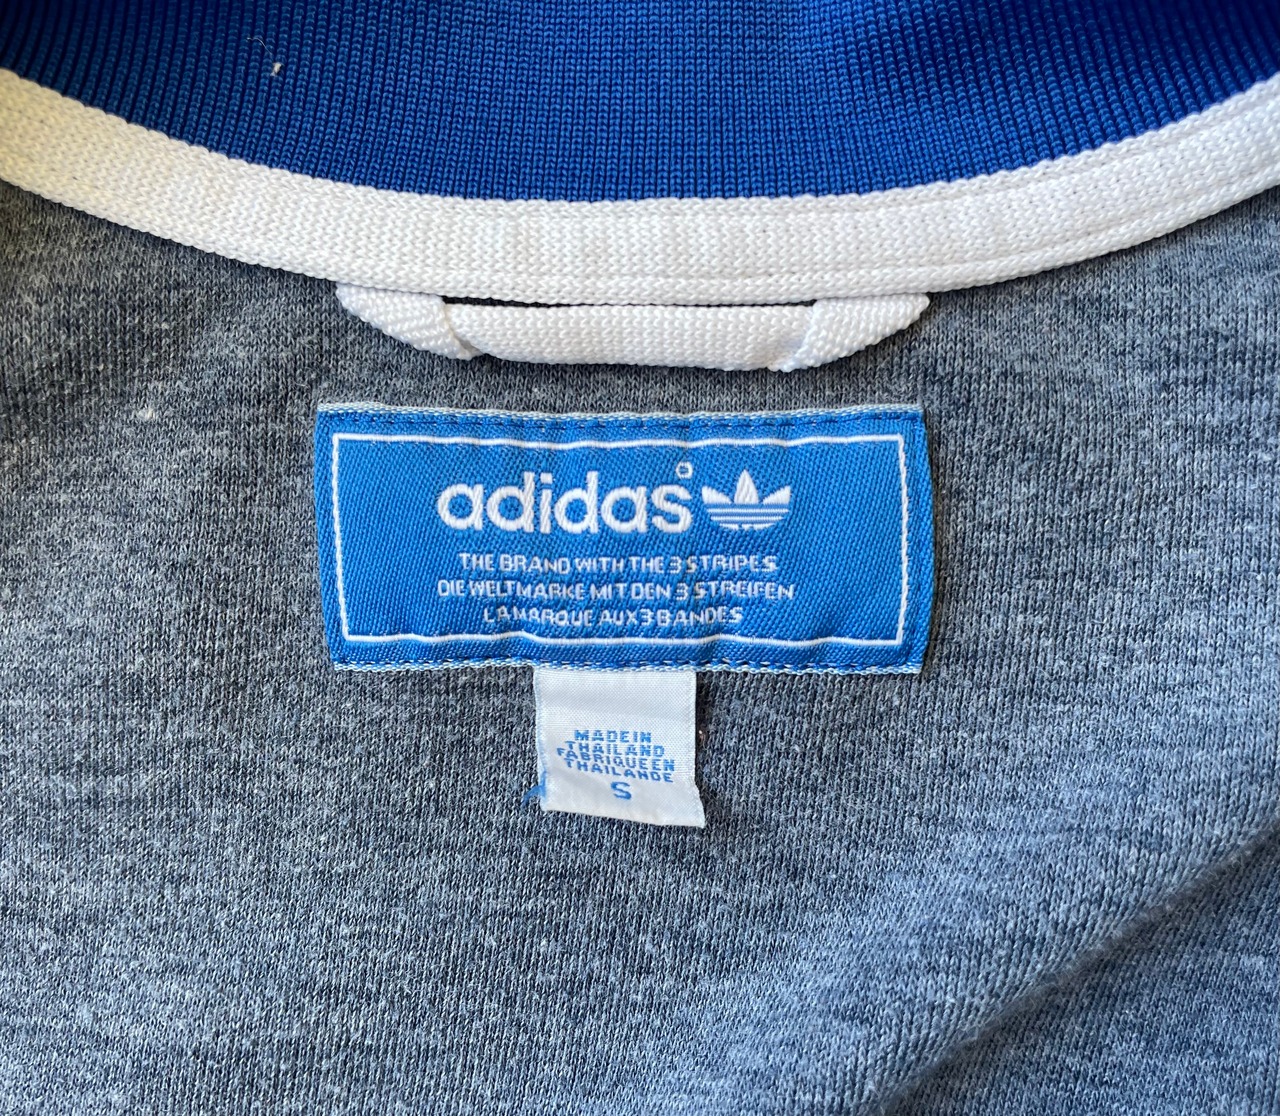 adidas
THE BRAND WITH THE 3 STRIPES
DIE WELTMARKE MIT DEN 3 STREIFEN
LA MARQUE AUX 3 BANDES
MADE IN
THAILAND
FABRIQUE EN
THAILANDE
S